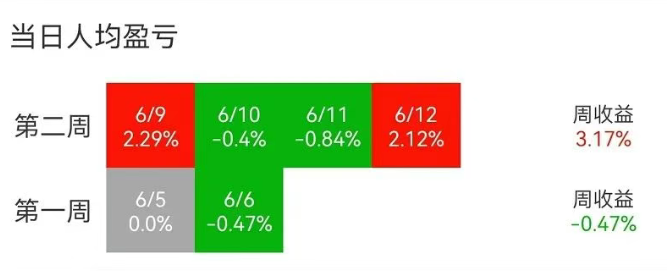 当日人均盈亏
第二周
6/9
2.29%
6/10
-0.4%
6/11
-0.84%
6/12
2.12%
周收益
3.17%
第一周
6/5
0.0%
6/6
-0.47%
周收益
-0.47%